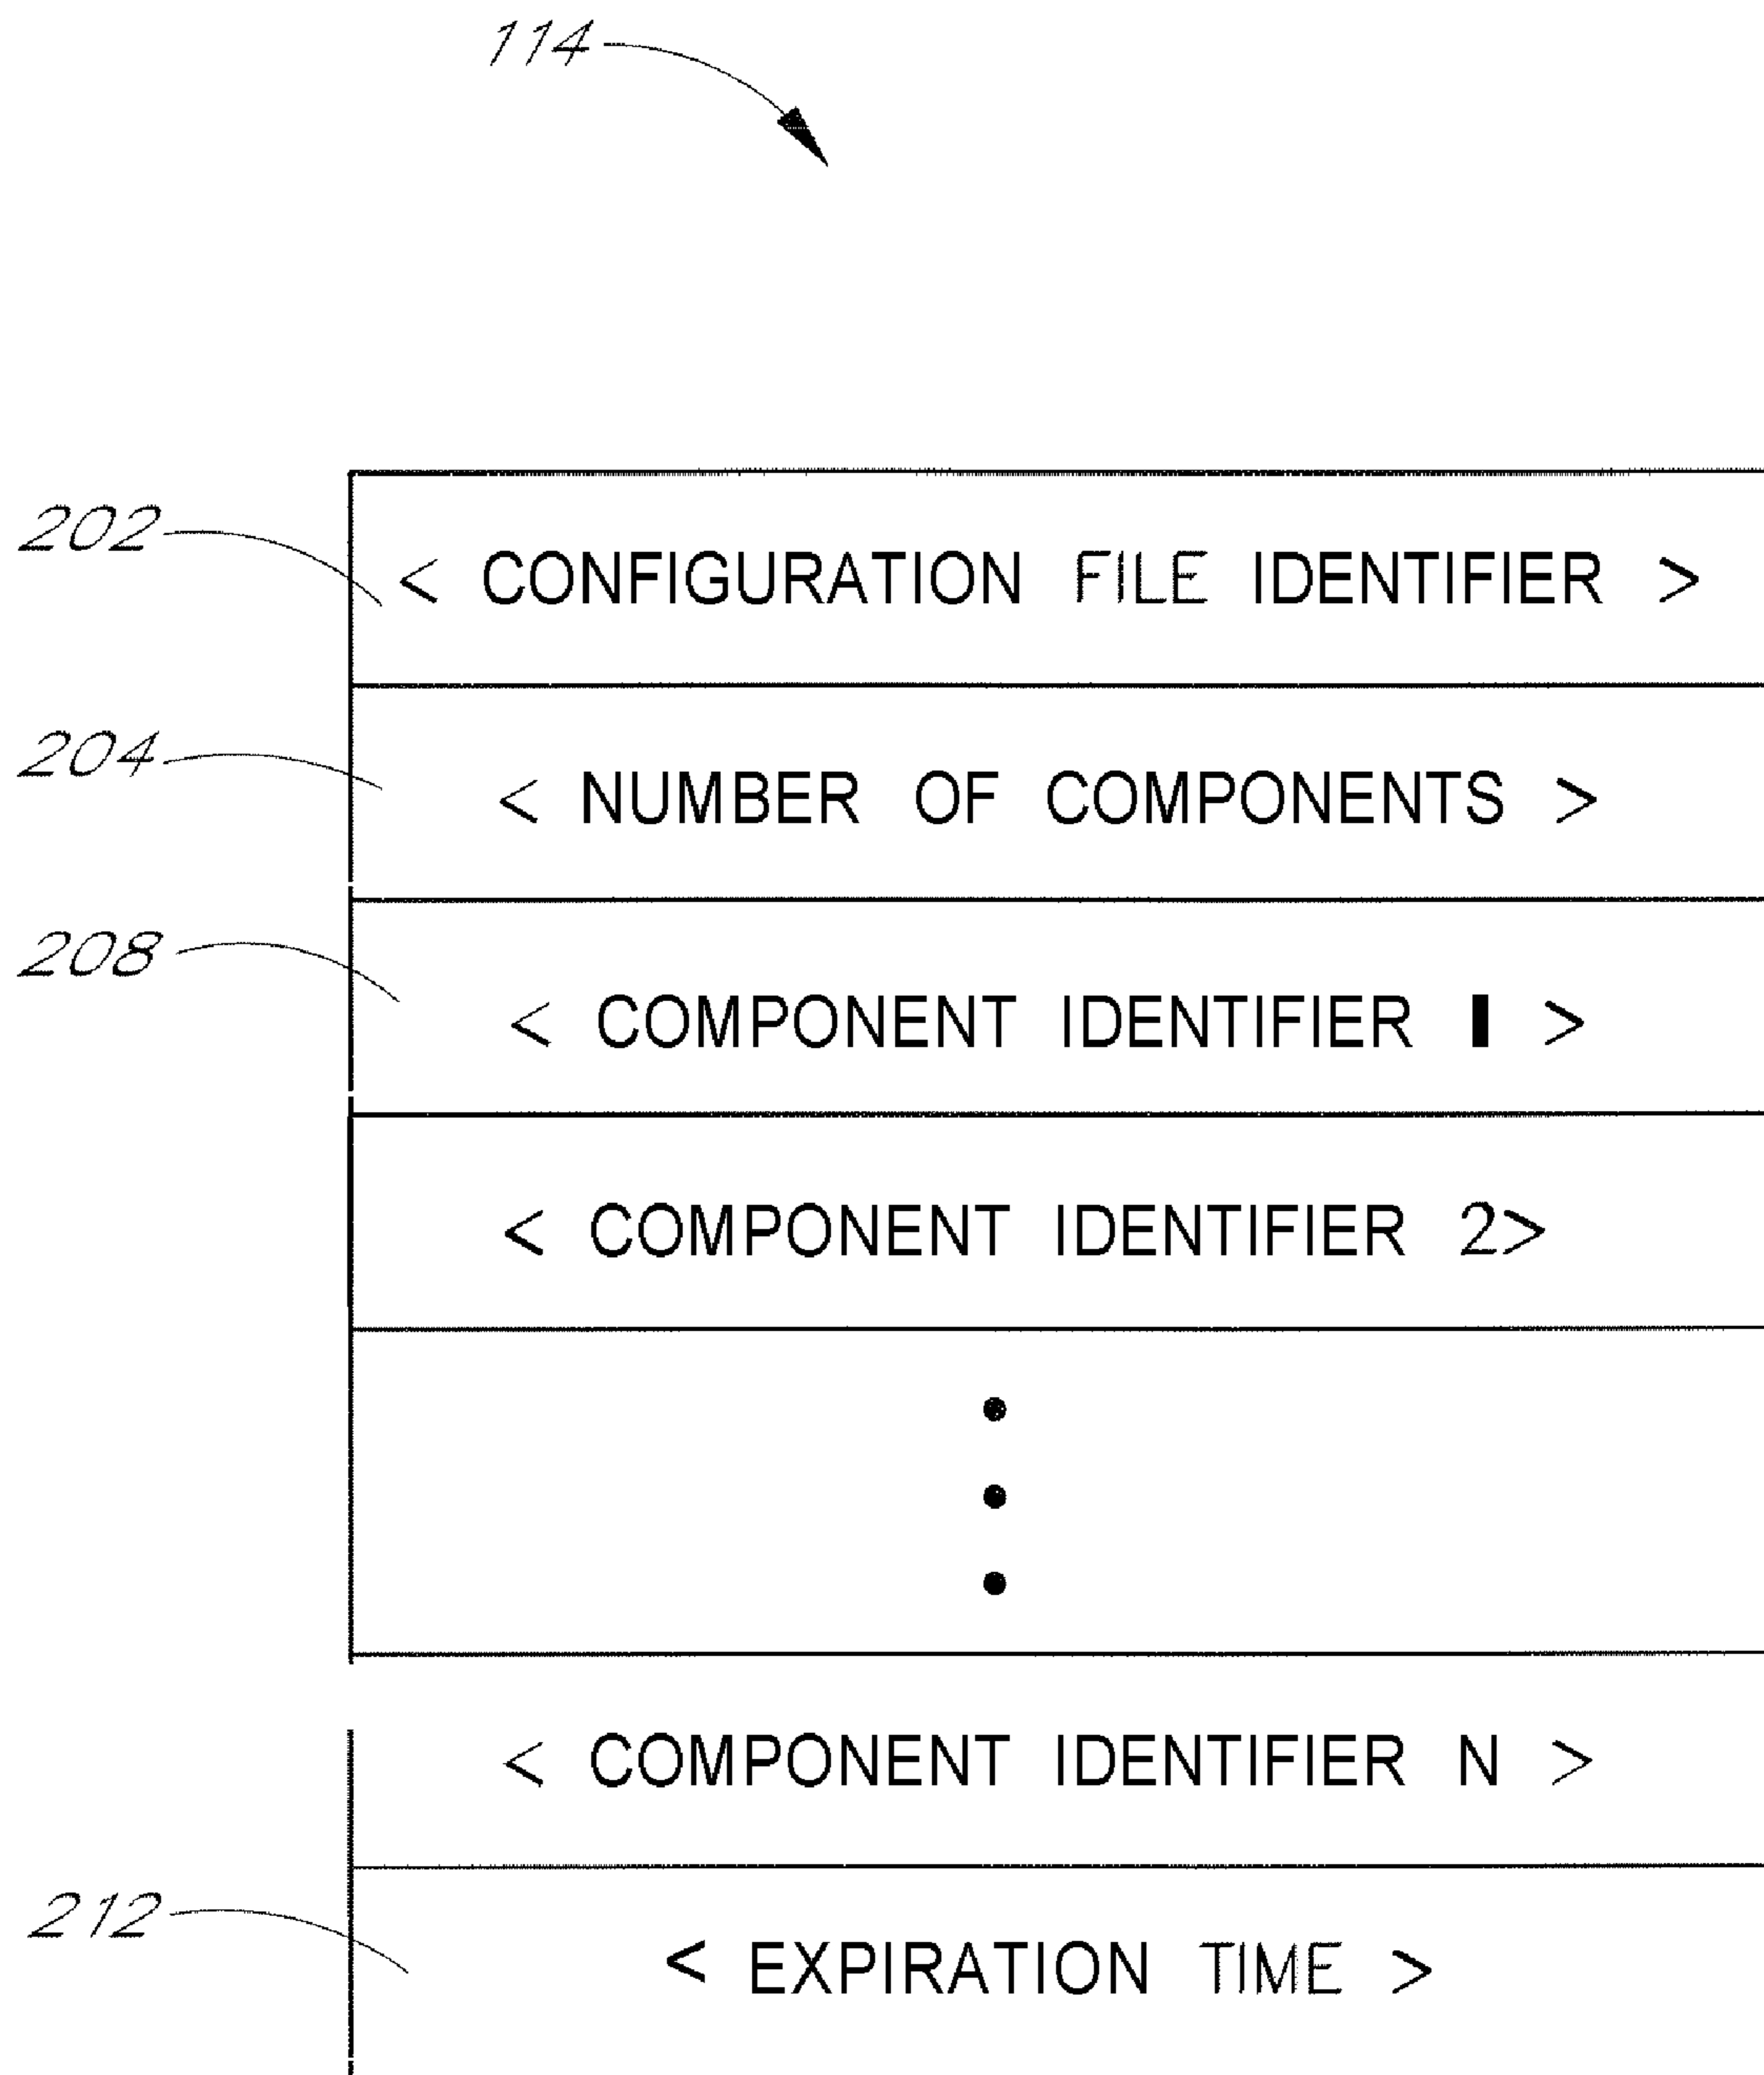 114
202
< CONFIGURATION FILE IDENTIFIER >
204
< NUMBER OF COMPONENTS >
208
< COMPONENT IDENTIFIER 1 >
< COMPONENT IDENTIFIER 2>
< COMPONENT IDENTIFIER N >
212
< EXPIRATION TIME >